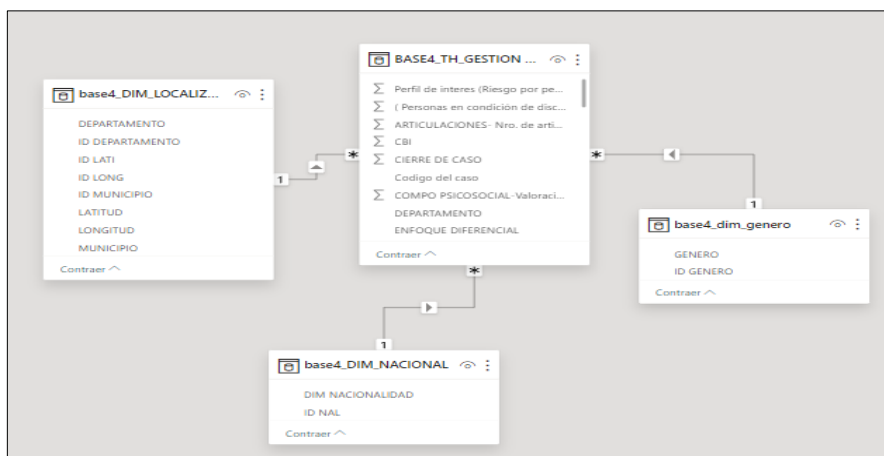 BASE4_TH_GESTION ...
Perfil de interes (Riesgo por pe...
( Personas en condición de disc...
ARTICULACIONES- Nro. de arti...
CBI
CIERRE DE CASO
Codigo del caso
COMPO PSICOSOCIAL-Valoraci...
DEPARTAMENTO
ENFOQUE DIFERENCIAL
Contraer
base4_DIM_LOCALIZ...
DEPARTAMENTO
ID DEPARTAMENTO
ID LATI
ID LONG
ID MUNICIPIO
LATITUD
LONGITUD
MUNICIPIO
Contraer
*
1
*
1
base4_dim_genero
GENERO
ID GENERO
Contraer
*
1
base4_DIM_NACIONAL
DIM NACIONALIDAD
ID NAL
Contraer